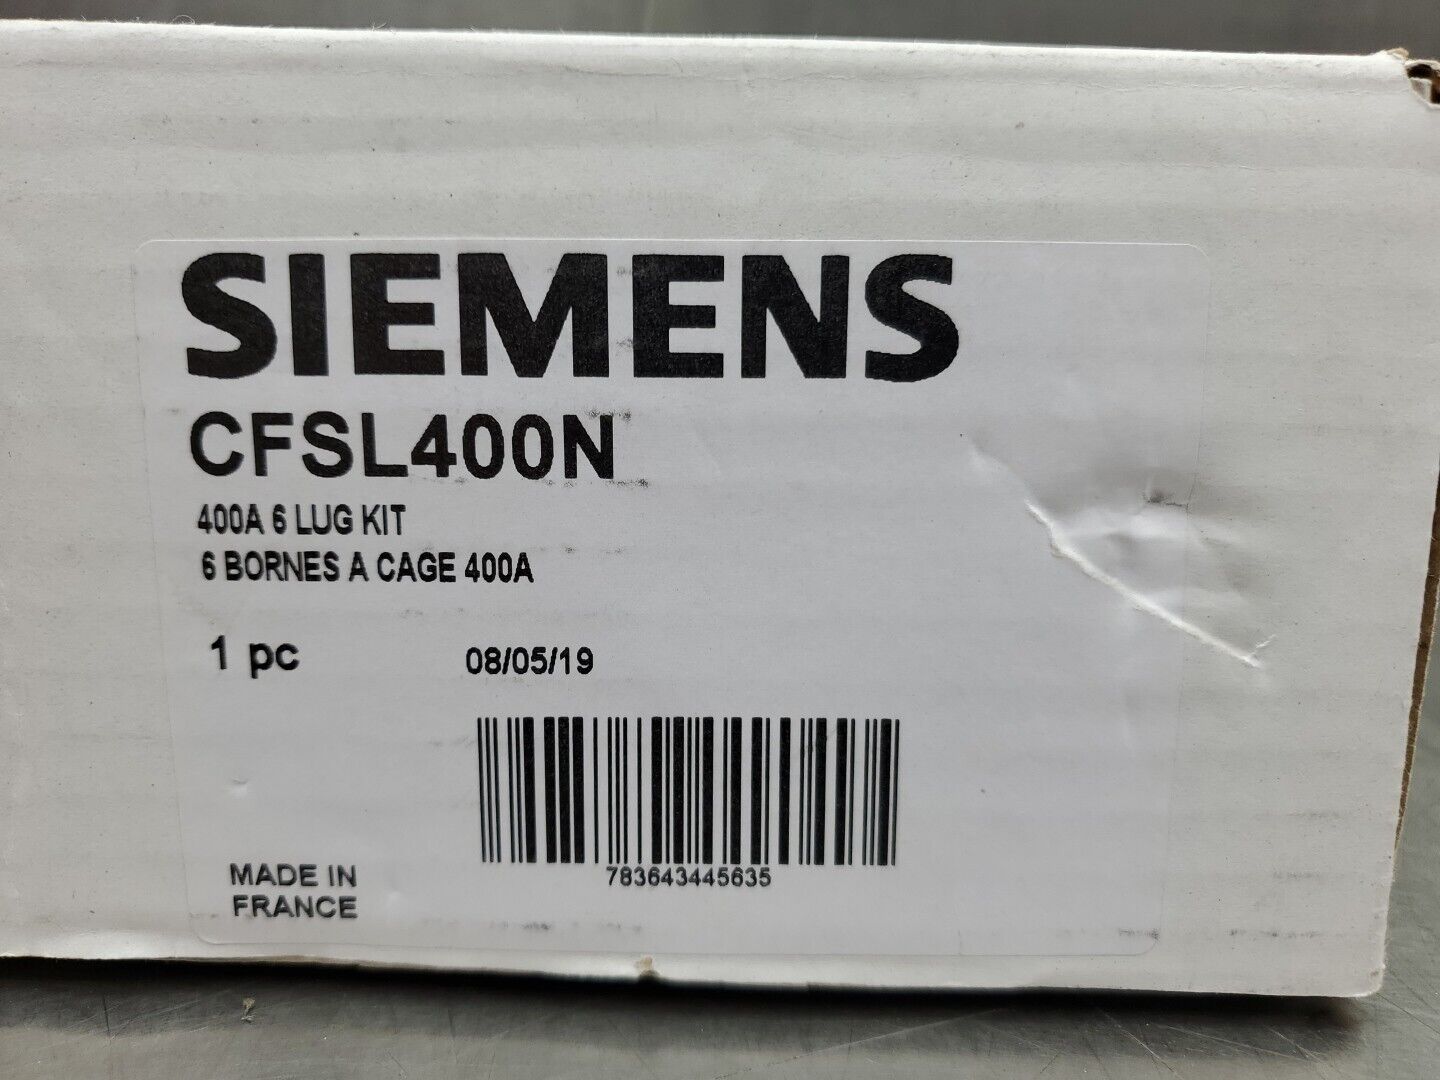 SIEMENS
CFSL400N
400A 6 LUG KIT
6 BORNES A CAGE 400A
1 pc 08/05/19
783643445635
MADE IN
FRANCE